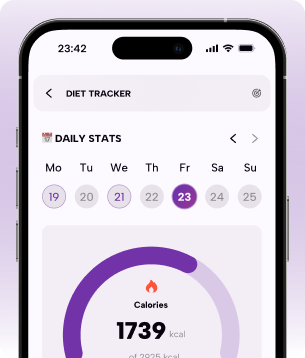 23:42
DIET TRACKER
DAILY STATS
Mo Tu We Th Fr Sa Su
19 20 21 22 23 24 25
Calories
1739 kcal
of 2925 kcal